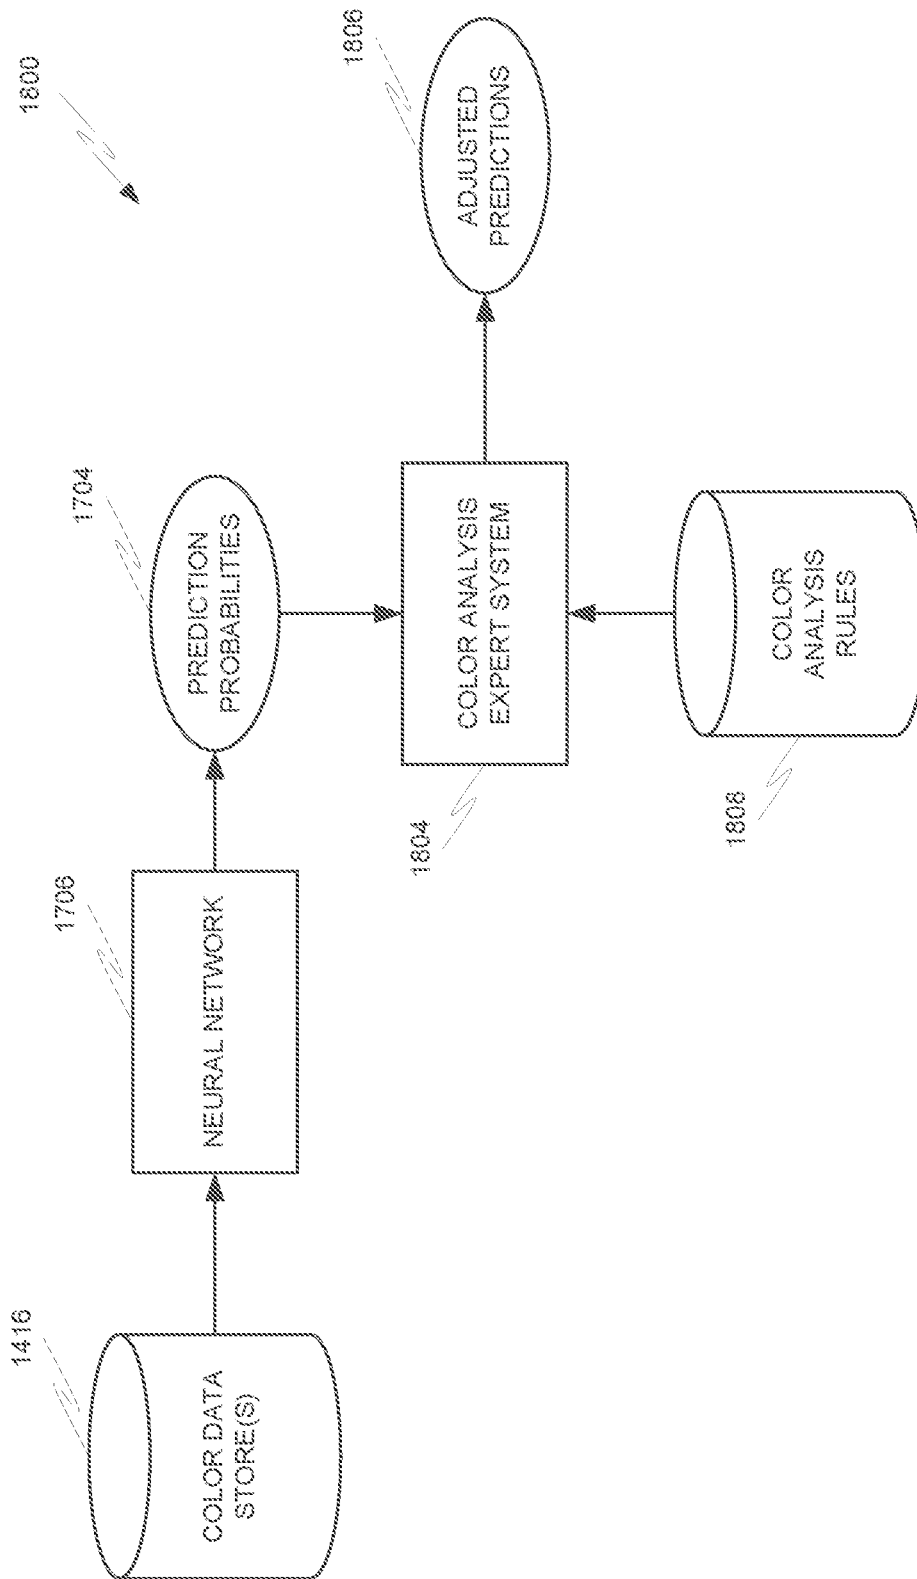 1800
1416
COLOR DATA
STORE(S)
1706
NEURAL NETWORK
1704
PREDICTION
PROBABILITIES
1804
COLOR ANALYSIS
EXPERT SYSTEM
1806
ADJUSTED
PREDICTIONS
1808
COLOR
ANALYSIS
RULES